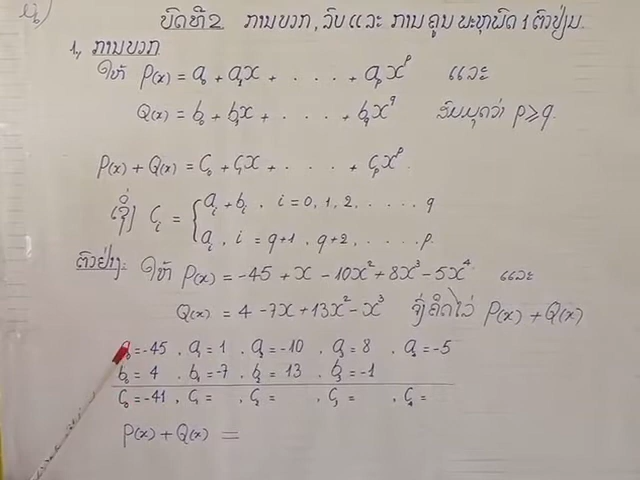 ບົດທີ 2 ການບວກ, ລົບ ແລະ ການຄູນ ພະຫຸພົດ 1 ຕົວປ່ຽນ.
1, ການບວກ
ໃຫ້ P(x) = a₀ + a₁x + . . . . + aₚxᵖ ແລະ
Q(x) = b₀ + b₁x + . . . . + b_q x^q ສົມມຸດວ່າ p ≥ q.
P(x) + Q(x) = C₀ + C₁x + . . . . + Cₚxᵖ.
ເຊິ່ງ Cᵢ = { aᵢ + bᵢ , i = 0, 1, 2, . . . . . q
aᵢ , i = q+1 , q+2 , . . . . . p.
ຕົວຢ່າງ: ໃຫ້ P(x) = -45 + x - 10x² + 8x³ - 5x⁴ ແລະ
Q(x) = 4 - 7x + 13x² - x³ ຈົ່ງຄິດໄລ່ P(x) + Q(x)
a₀ = -45 , a₁ = 1 , a₂ = -10 , a₃ = 8 , a₄ = -5
b₀ = 4 , b₁ = -7 , b₂ = 13 , b₃ = -1
C₀ = -41 , C₁ = , C₂ = , C₃ = , C₄ =
P(x) + Q(x) =